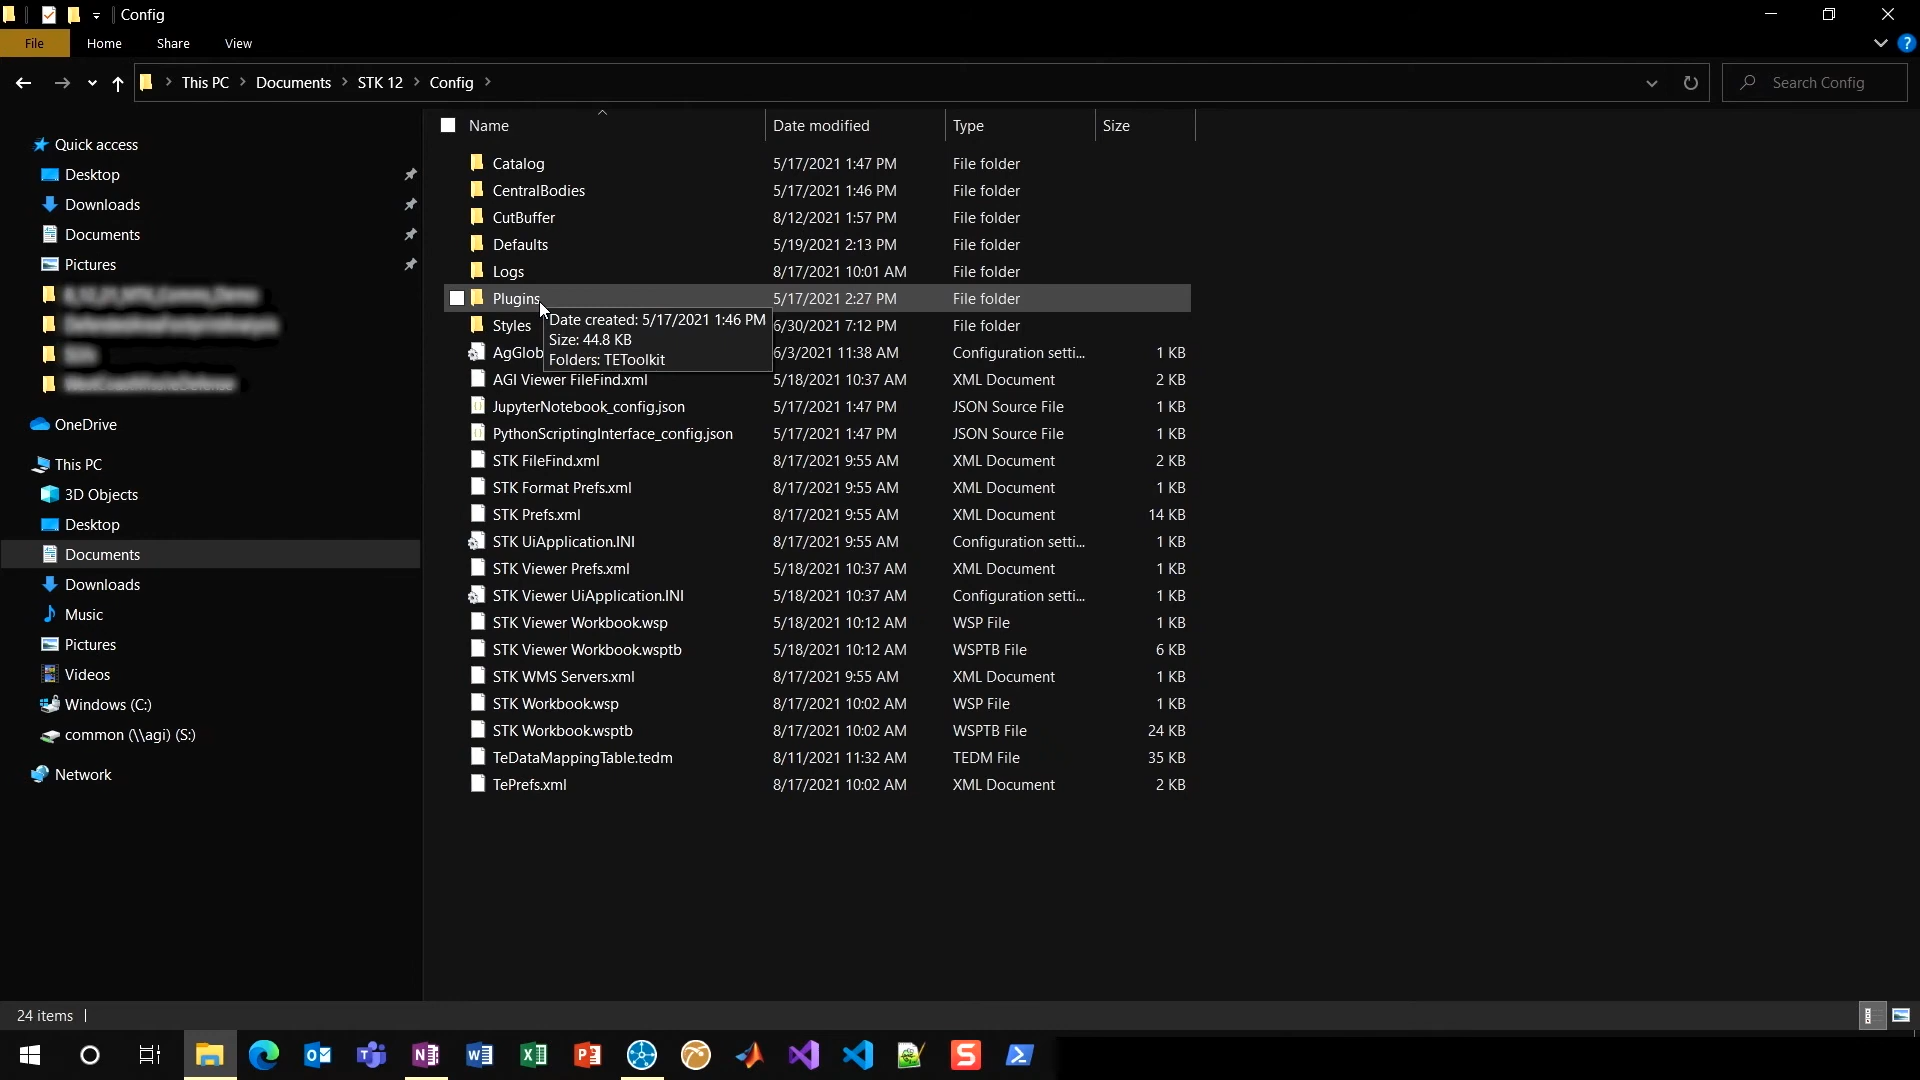 Config
File Home Share View
This PC Documents STK 12 Config
Search Config
Name Date modified Type Size
Quick access
Desktop
Downloads
Documents
Pictures
OneDrive
This PC
3D Objects
Desktop
Documents
Downloads
Music
Pictures
Videos
Windows (C:)
common (\\agi) (S:)
Network
Catalog 5/17/2021 1:47 PM File folder
CentralBodies 5/17/2021 1:46 PM File folder
CutBuffer 8/12/2021 1:57 PM File folder
Defaults 5/19/2021 2:13 PM File folder
Logs 8/17/2021 10:01 AM File folder
Plugins 5/17/2021 2:27 PM File folder
Date created: 5/17/2021 1:46 PM
Size: 44.8 KB
Folders: TEToolkit
Styles 6/30/2021 7:12 PM File folder
AgGlob 6/3/2021 11:38 AM Configuration setti... 1 KB
AGI Viewer FileFind.xml 5/18/2021 10:37 AM XML Document 2 KB
JupyterNotebook_config.json 5/17/2021 1:47 PM JSON Source File 1 KB
PythonScriptingInterface_config.json 5/17/2021 1:47 PM JSON Source File 1 KB
STK FileFind.xml 8/17/2021 9:55 AM XML Document 2 KB
STK Format Prefs.xml 8/17/2021 9:55 AM XML Document 1 KB
STK Prefs.xml 8/17/2021 9:55 AM XML Document 14 KB
STK UiApplication.INI 8/17/2021 9:55 AM Configuration setti... 1 KB
STK Viewer Prefs.xml 5/18/2021 10:37 AM XML Document 1 KB
STK Viewer UiApplication.INI 5/18/2021 10:37 AM Configuration setti... 1 KB
STK Viewer Workbook.wsp 5/18/2021 10:12 AM WSP File 1 KB
STK Viewer Workbook.wsptb 5/18/2021 10:12 AM WSPTB File 6 KB
STK WMS Servers.xml 8/17/2021 9:55 AM XML Document 1 KB
STK Workbook.wsp 8/17/2021 10:02 AM WSP File 1 KB
STK Workbook.wsptb 8/17/2021 10:02 AM WSPTB File 24 KB
TeDataMappingTable.tedm 8/11/2021 11:32 AM TEDM File 35 KB
TePrefs.xml 8/17/2021 10:02 AM XML Document 2 KB
24 items